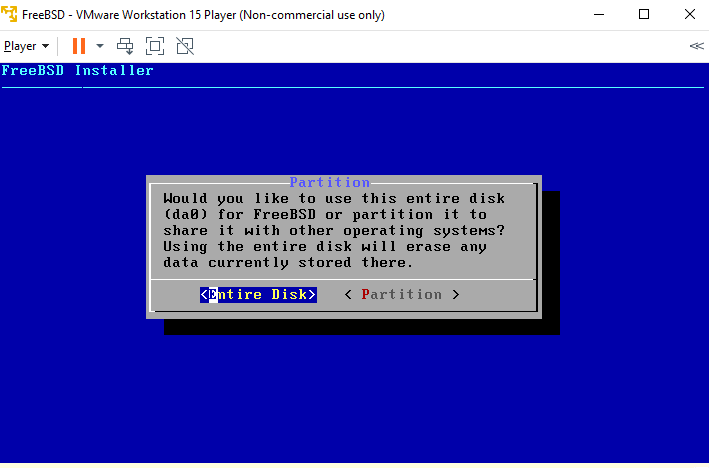 FreeBSD - VMware Workstation 15 Player (Non-commercial use only)
Player
FreeBSD Installer
Partition
Would you like to use this entire disk
(da0) for FreeBSD or partition it to
share it with other operating systems?
Using the entire disk will erase any
data currently stored there.
<Entire Disk> < Partition >